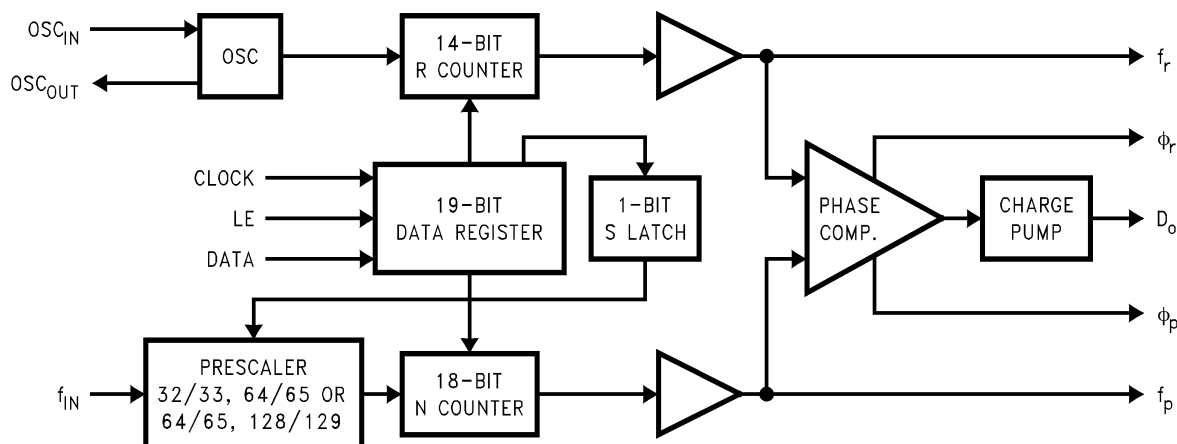 OSC_IN
OSC_OUT
OSC
14-BIT
R COUNTER
f_r
CLOCK
LE
DATA
19-BIT
DATA REGISTER
1-BIT
S LATCH
PHASE
COMP.
CHARGE
PUMP
ϕ_r
D_o
ϕ_p
f_IN
PRESCALER
32/33, 64/65 OR
64/65, 128/129
18-BIT
N COUNTER
f_p